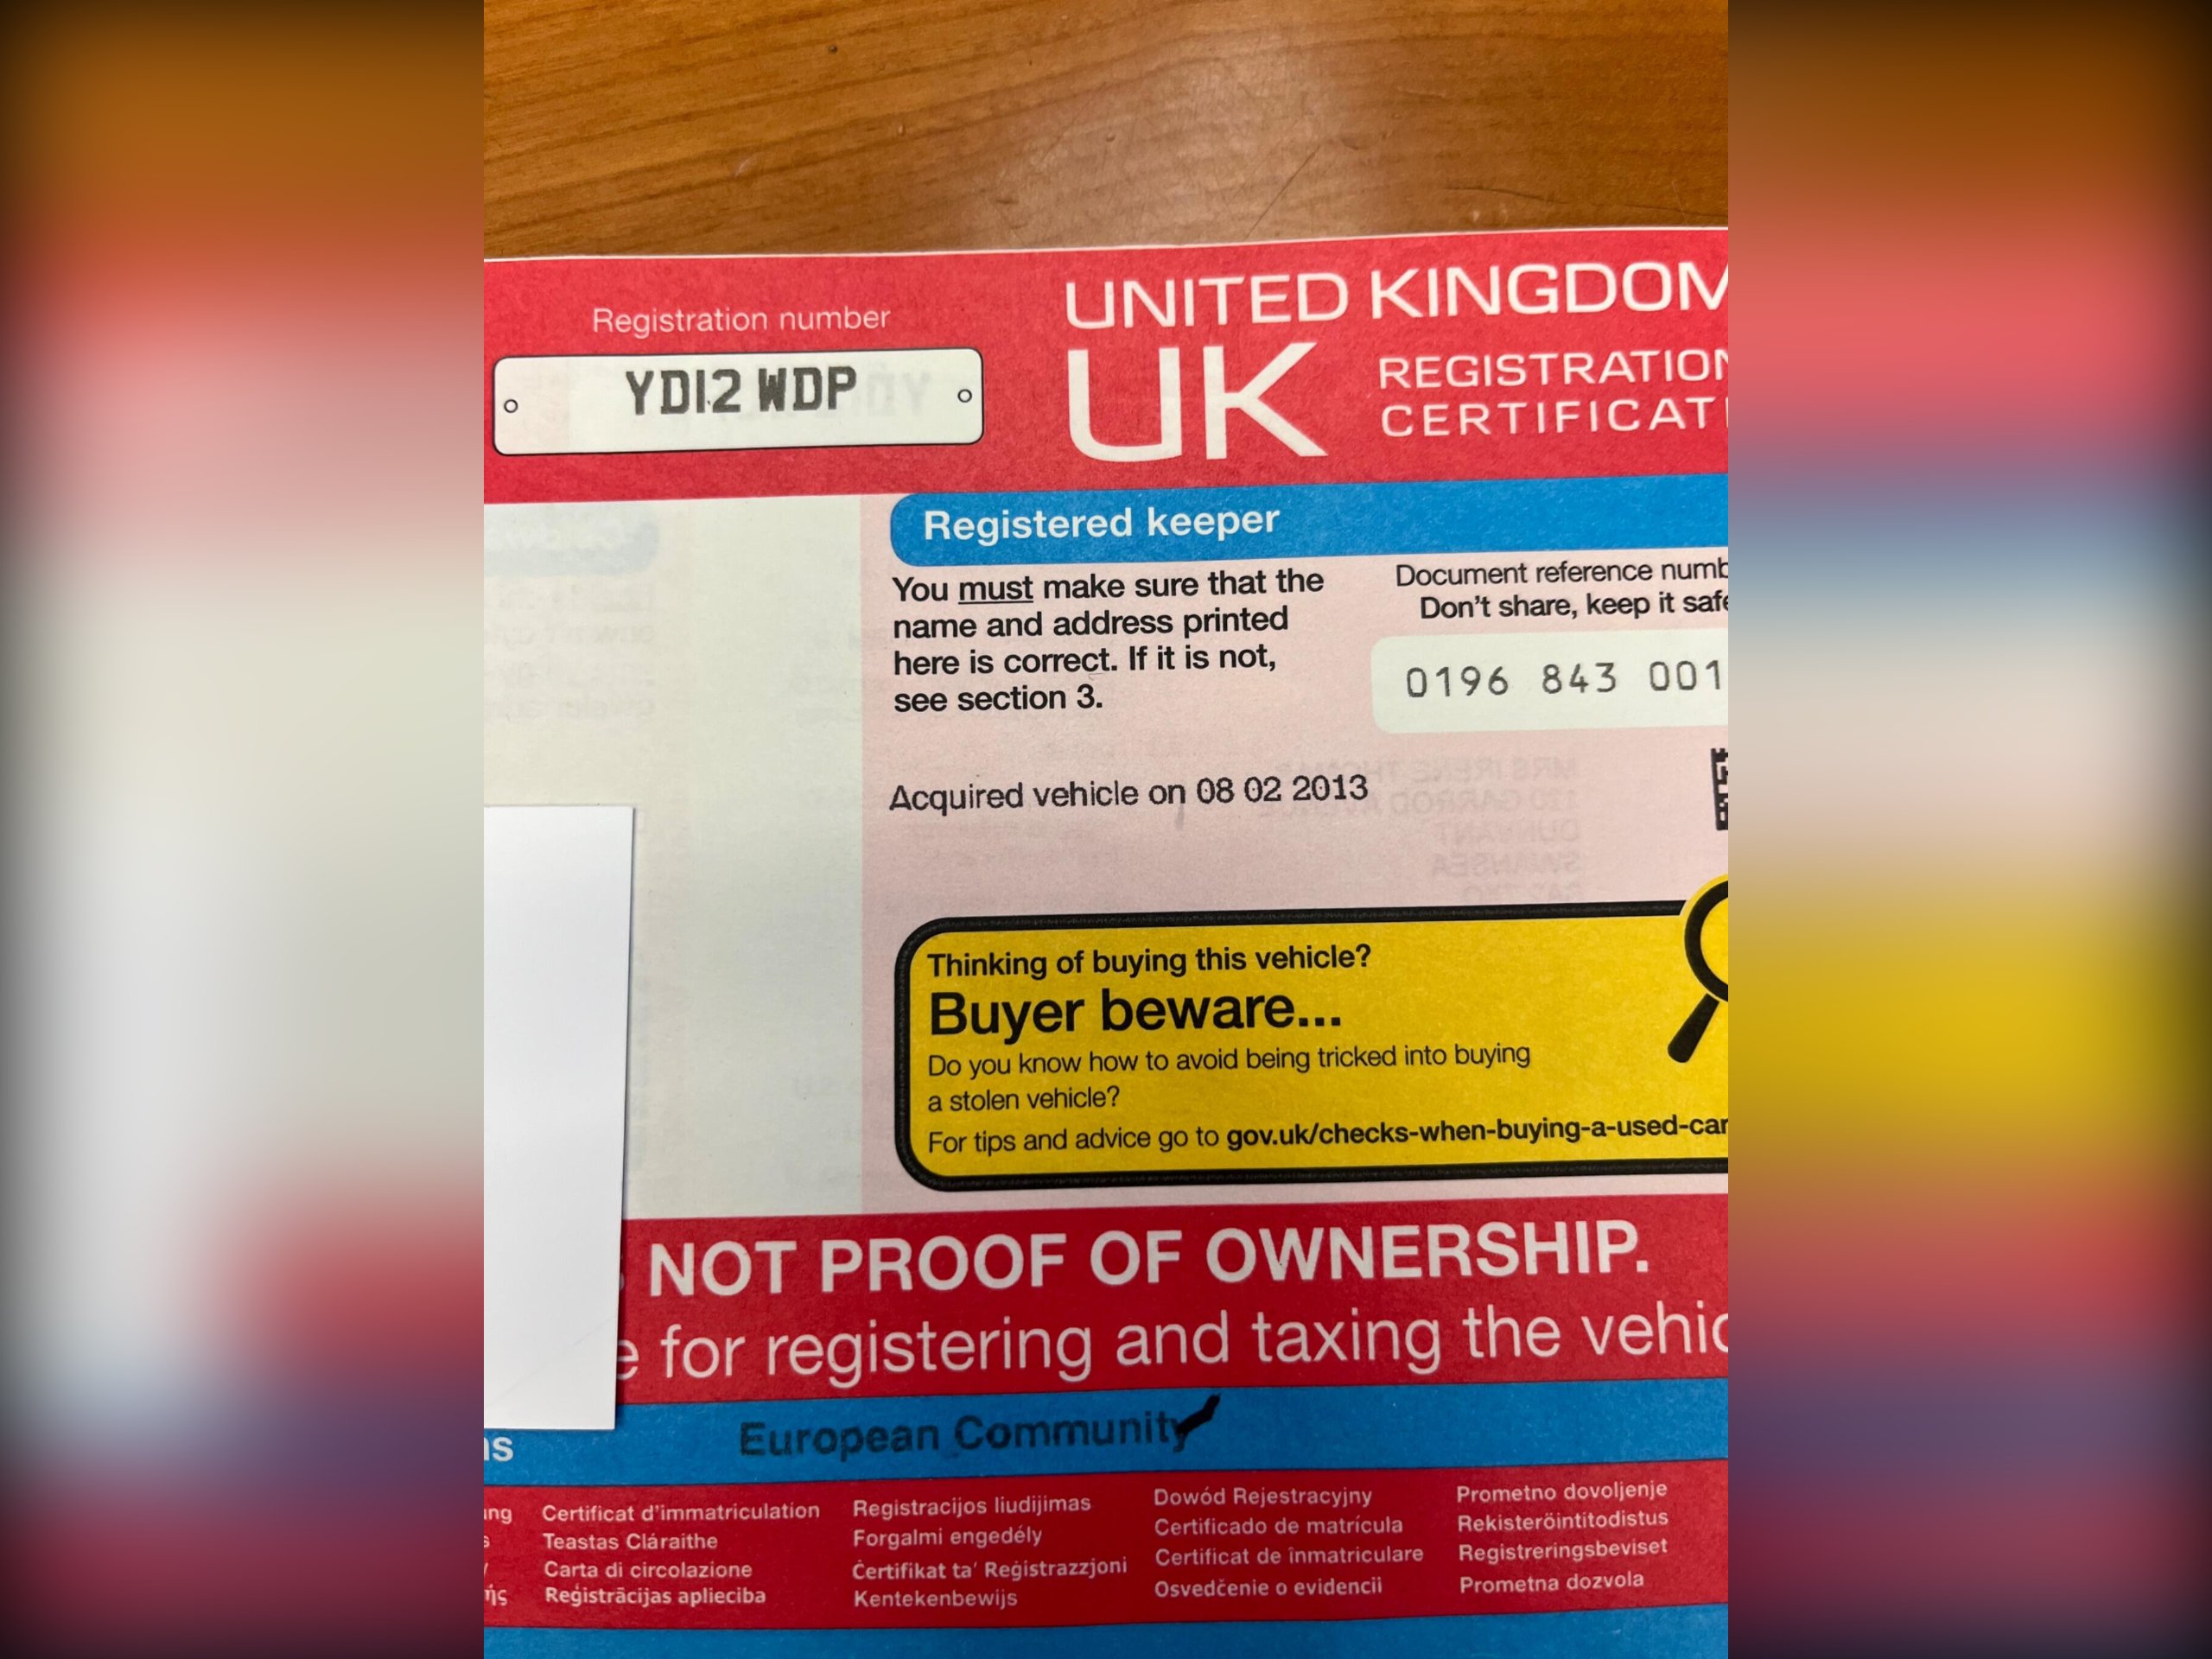 Registration number
YD12 WDP
UNITED KINGDOM
UK
REGISTRATION
CERTIFICAT
Registered keeper
You must make sure that the
name and address printed
here is correct. If it is not,
see section 3.
Document reference numb
Don't share, keep it safe
0196 843 001
Acquired vehicle on 08 02 2013
Thinking of buying this vehicle?
Buyer beware...
Do you know how to avoid being tricked into buying
a stolen vehicle?
For tips and advice go to gov.uk/checks-when-buying-a-used-car
NOT PROOF OF OWNERSHIP.
e for registering and taxing the vehic
European Community
ns
ung
Certificat d'immatriculation
Teastas Cláraithe
Carta di circolazione
Reģistrācijas apliecība
Registracijos liudijimas
Forgalmi engedély
Ċertifikat ta' Reġistrazzjoni
Kentekenbewijs
Dowód Rejestracyjny
Certificado de matrícula
Certificat de înmatriculare
Osvedčenie o evidencii
Prometno dovoljenje
Rekisteröintitodistus
Registreringsbeviset
Prometna dozvola